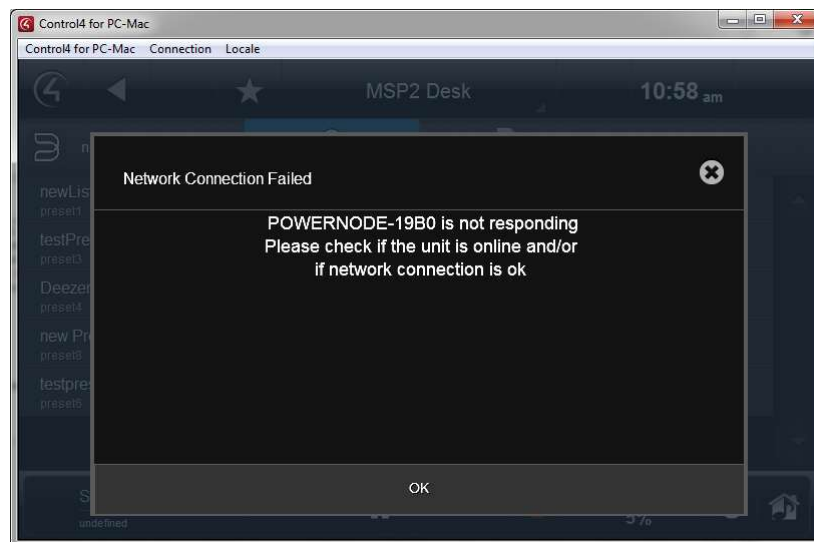 Control4 for PC-Mac
Control4 for PC-Mac Connection Locale
MSP2 Desk
10:58 am
Network Connection Failed
newLis
preset1
POWERNODE-19B0 is not responding
testPre
Please check if the unit is online and/or
preset3
if network connection is ok
Deezer
preset4
new Pr
preset8
testpres
preset5
OK
S
undefined
5%